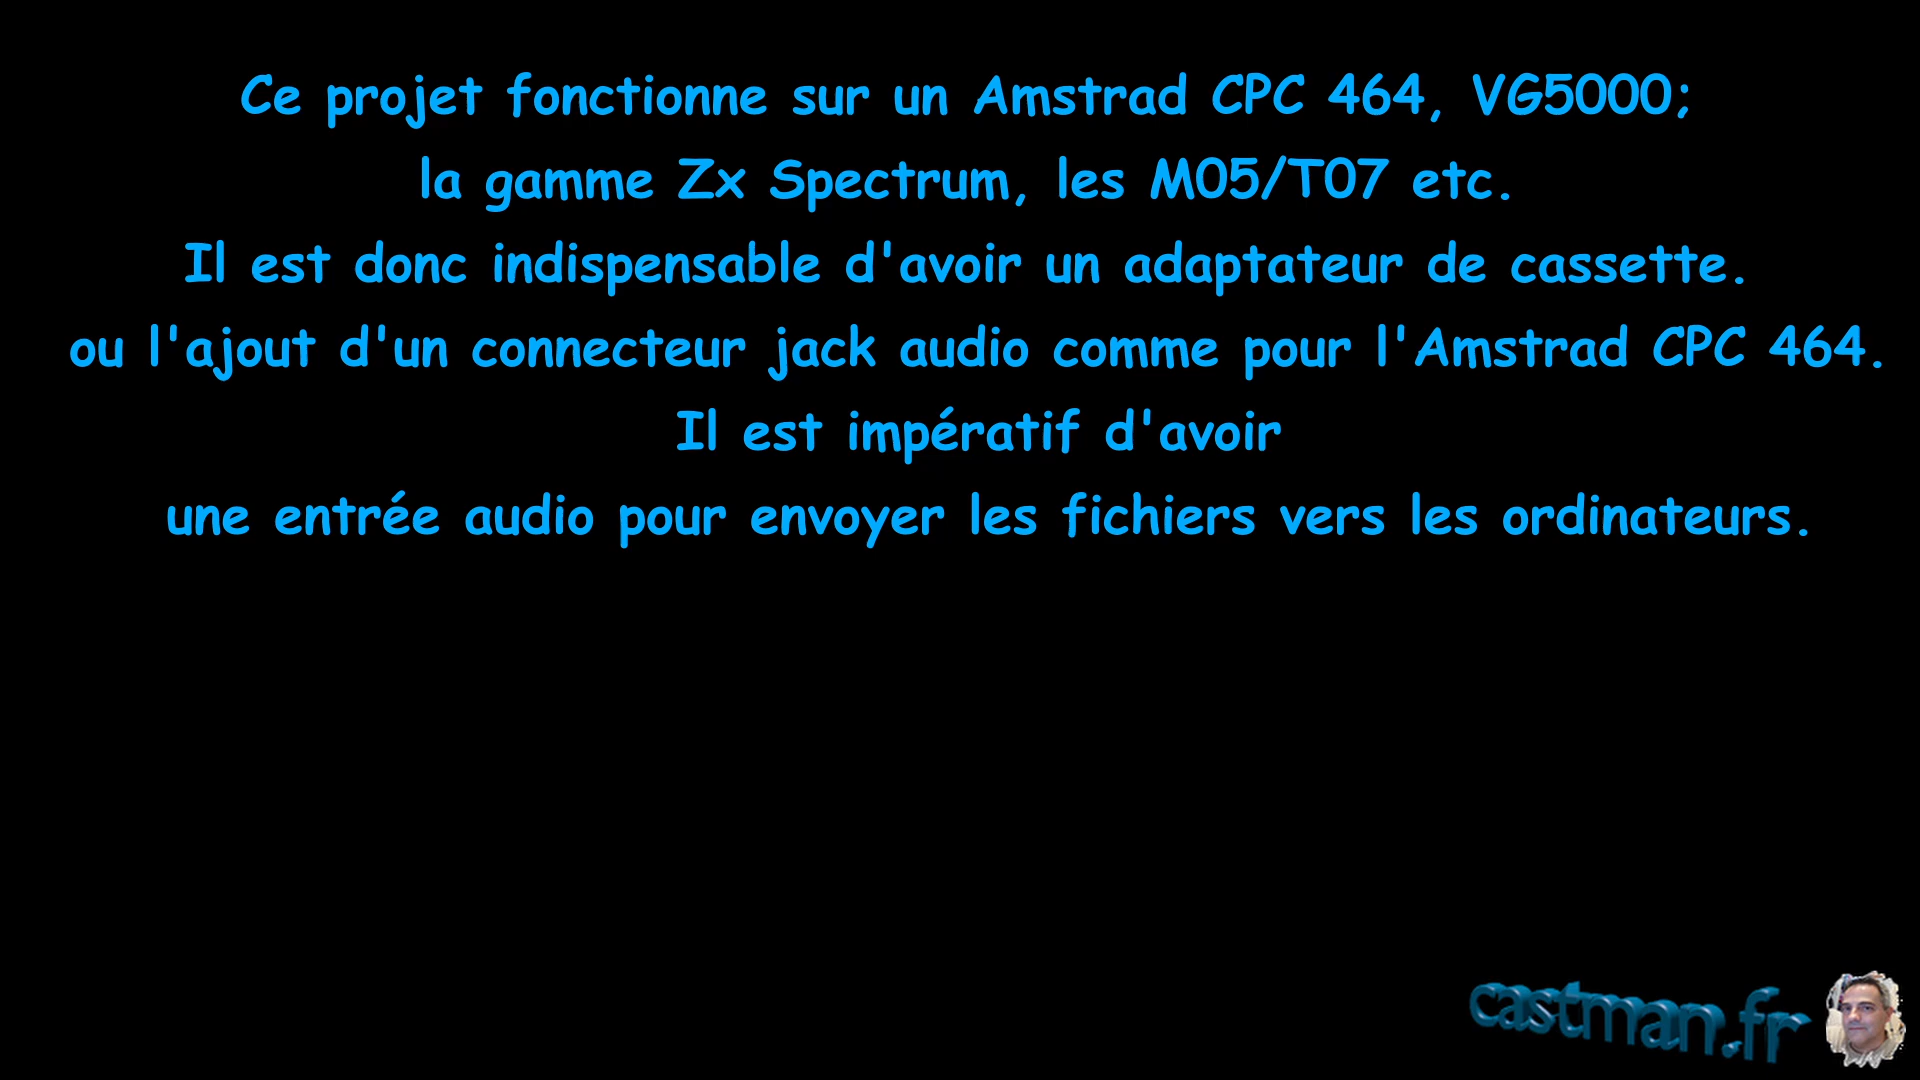 Ce projet fonctionne sur un Amstrad CPC 464, VG5000;
la gamme Zx Spectrum, les MO5/TO7 etc.
Il est donc indispensable d'avoir un adaptateur de cassette.
ou l'ajout d'un connecteur jack audio comme pour l'Amstrad CPC 464.
Il est impératif d'avoir
une entrée audio pour envoyer les fichiers vers les ordinateurs.
castman.fr